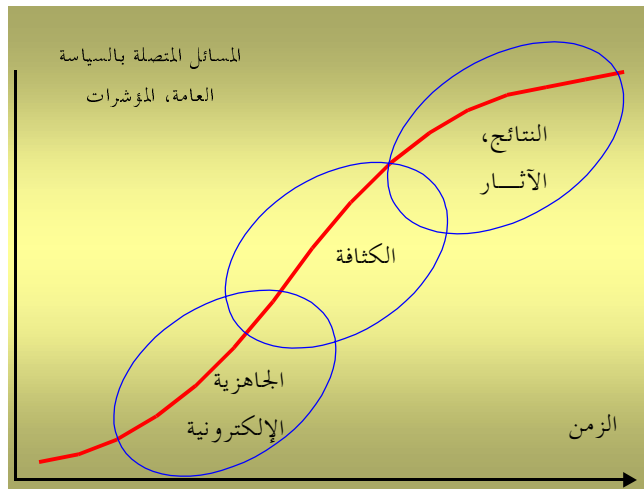 المسائل المتصلة بالسياسة
العامة، المؤشرات
النتائج،
الآثـــار
الكثافة
الجاهزية
الإلكترونية
الزمن